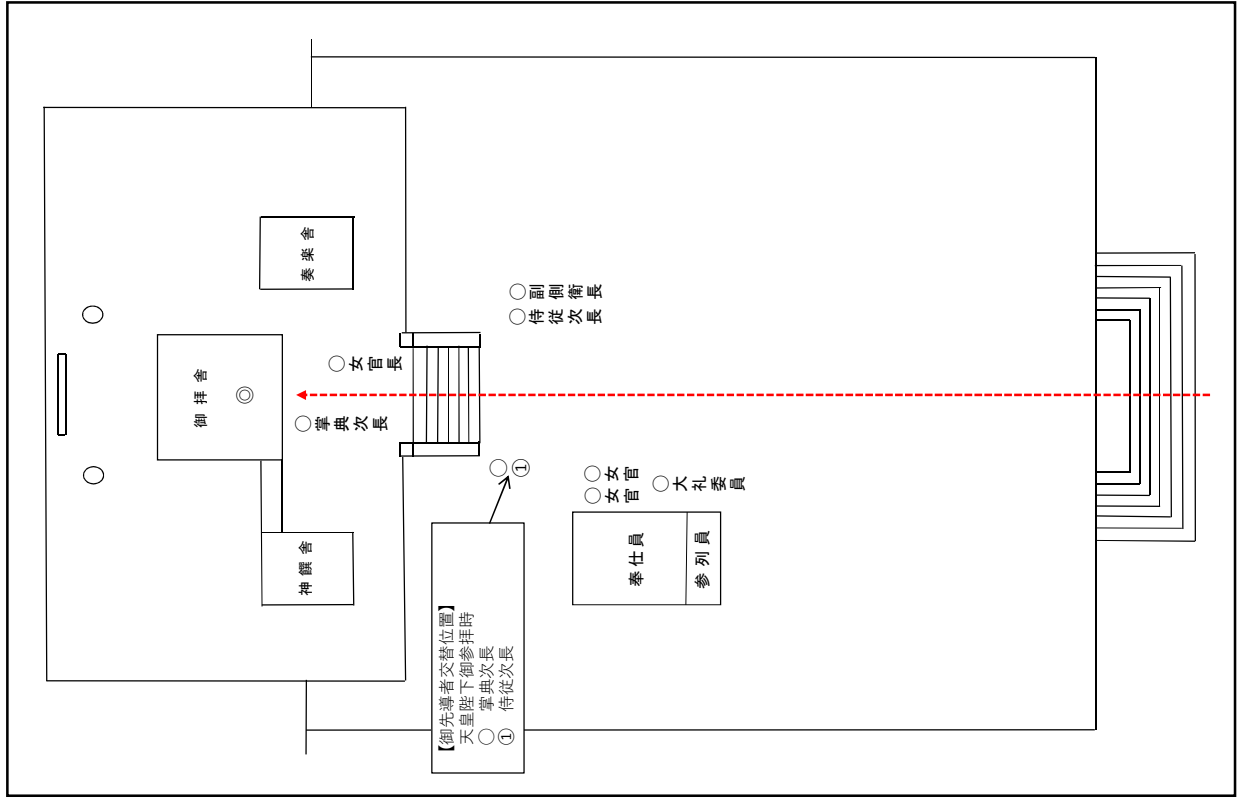 奏楽舎
御拝舎
◎
神饌舎
○女官長
○掌典次長
○副側衛長
○侍従次長
○
①
○女官
○女官
○大礼委員
奉仕員
参列員
【御先導者交替位置】
天皇陛下御参拝時
○ 掌典次長
① 侍従次長